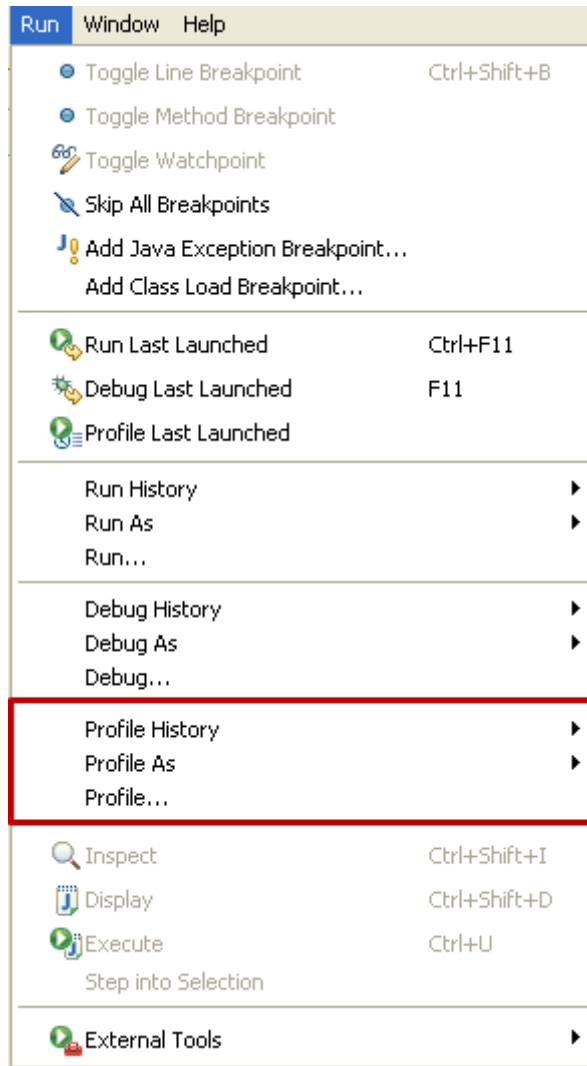 Run Window Help
Toggle Line Breakpoint Ctrl+Shift+B
Toggle Method Breakpoint
Toggle Watchpoint
Skip All Breakpoints
Add Java Exception Breakpoint...
Add Class Load Breakpoint...
Run Last Launched Ctrl+F11
Debug Last Launched F11
Profile Last Launched
Run History
Run As
Run...
Debug History
Debug As
Debug...
Profile History
Profile As
Profile...
Inspect Ctrl+Shift+I
Display Ctrl+Shift+D
Execute Ctrl+U
Step into Selection
External Tools